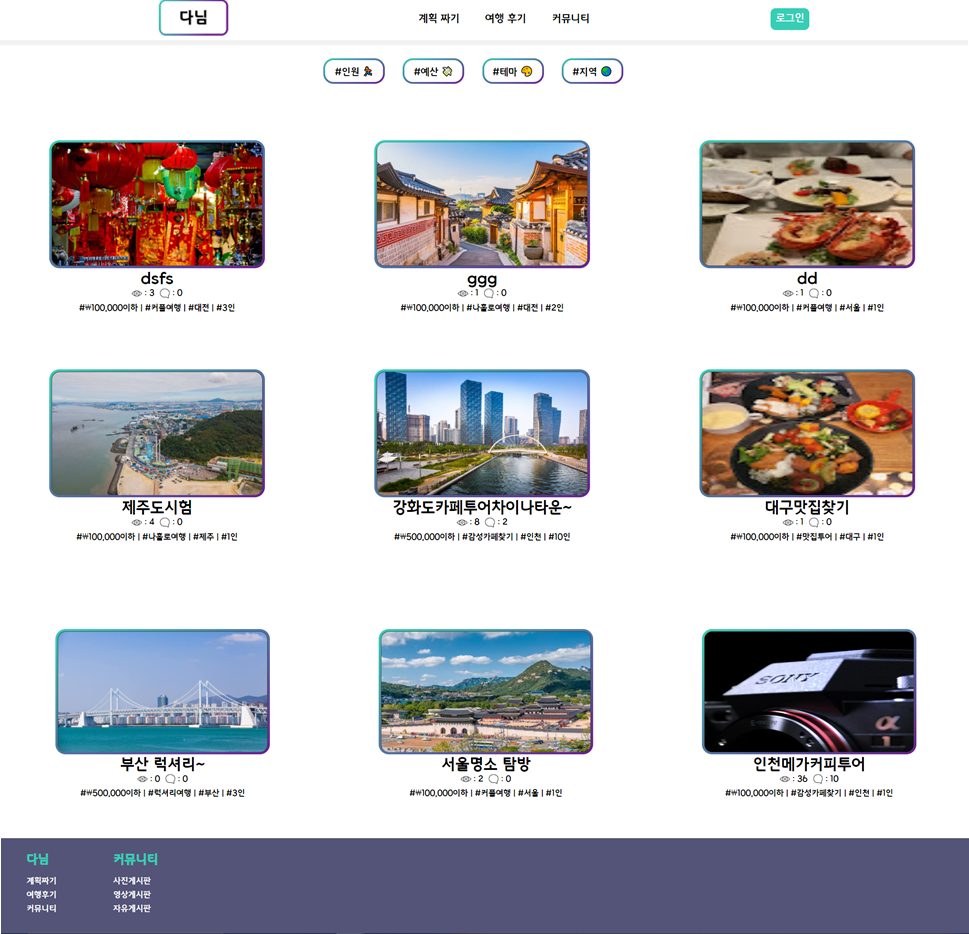 다님
계획 짜기 여행 후기 커뮤니티
로그인
#인원 #예산 #테마 #지역
dsfs
: 3 : 0
#₩100,000이하 | #커플여행 | #대전 | #3인
ggg
: 1 : 0
#₩100,000이하 | #나홀로여행 | #대전 | #2인
dd
: 1 : 0
#₩100,000이하 | #커플여행 | #서울 | #1인
제주도시험
: 4 : 0
#₩100,000이하 | #나홀로여행 | #제주 | #1인
강화도카페투어차이나타운~
: 8 : 2
#₩500,000이하 | #감성카페찾기 | #인천 | #10인
대구맛집찾기
: 1 : 0
#₩100,000이하 | #맛집투어 | #대구 | #1인
부산 럭셔리~
: 0 : 0
#₩500,000이하 | #럭셔리여행 | #부산 | #3인
서울명소 탐방
: 2 : 0
#₩100,000이하 | #커플여행 | #서울 | #1인
SONY
α
1
인천메가커피투어
: 36 : 10
#₩100,000이하 | #감성카페찾기 | #인천 | #1인
다님
계획짜기
여행후기
커뮤니티
커뮤니티
사진게시판
영상게시판
자유게시판